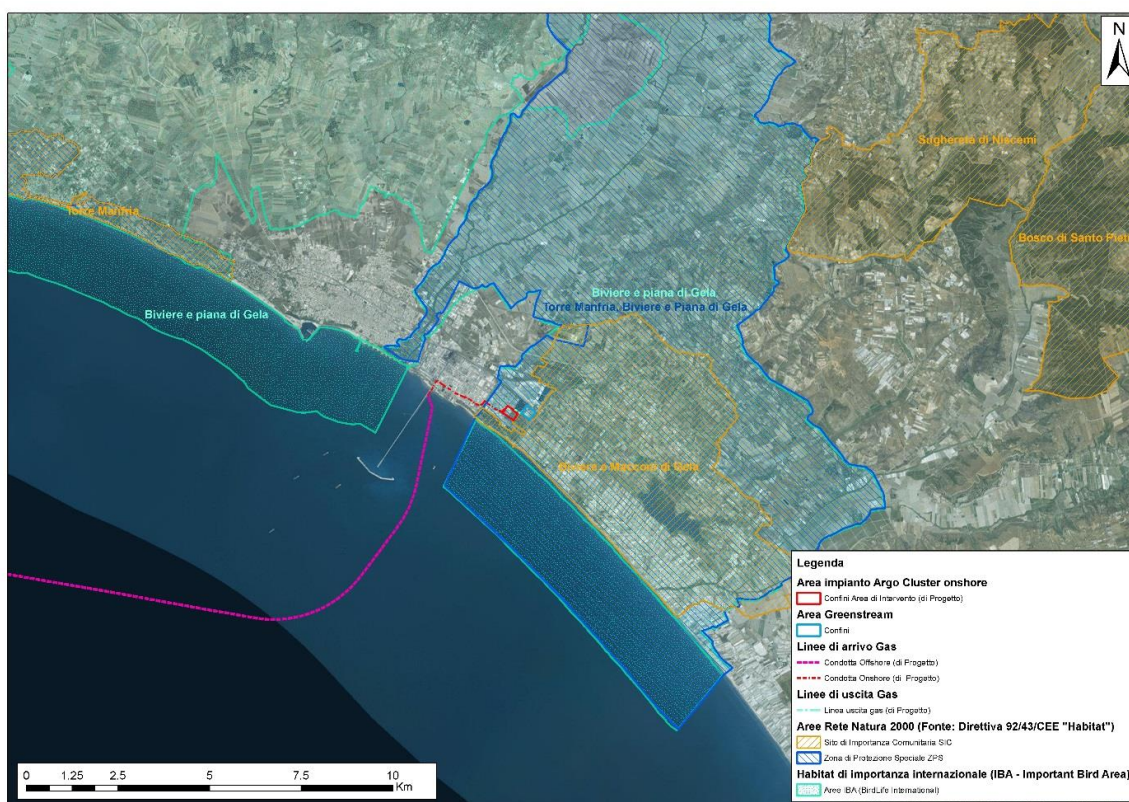 N
Sugherata di Niscemi
Torre Manfria
Bosco di Santo Pietr
Biviere e piana di Gela
Torre Manfria, Biviere e Piana di Gela
Biviere e piana di Gela
Biviere e Macconi di Gela
Legenda
Area impianto Argo Cluster onshore
Confini Area di Intervento (di Progetto)
Area Greenstream
Confini
Linee di arrivo Gas
Condotta Offshore (di Progetto)
Condotta Onshore (di Progetto)
Linee di uscita Gas
Linea uscita gas (di Progetto)
Aree Rete Natura 2000 (Fonte: Direttiva 92/43/CEE "Habitat")
Sito di Importanza Comunitaria SIC
Zona di Protezione Speciale ZPS
Habitat di importanza internazionale (IBA - Important Bird Area)
Aree IBA (BirdLife International)
0 1.25 2.5 5 7.5 10
Km